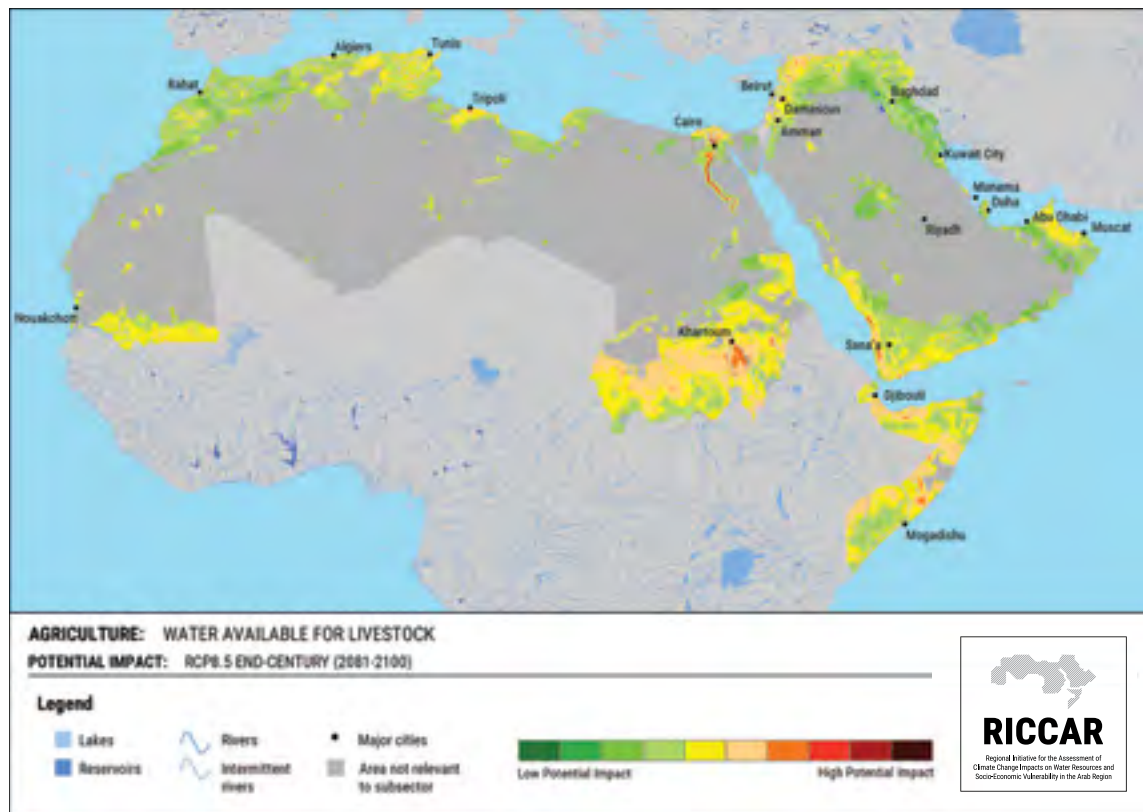 Algiers
Tunis
Rabat
Tripoli
Beirut
Damascus
Baghdad
Cairo
Amman
Kuwait City
Manama
Doha
Abu Dhabi
Muscat
Riyadh
Nouakchott
Khartoum
Sana'a
Djibouti
Mogadishu
AGRICULTURE: WATER AVAILABLE FOR LIVESTOCK
POTENTIAL IMPACT: RCP8.5 END-CENTURY (2081-2100)
Legend
Lakes
Rivers
Major cities
Reservoirs
Intermittent
rivers
Area not relevant
to subsector
Low Potential Impact
High Potential Impact
RICCAR
Regional Initiative for the Assessment of
Climate Change Impacts on Water Resources and
Socio-Economic Vulnerability in the Arab Region